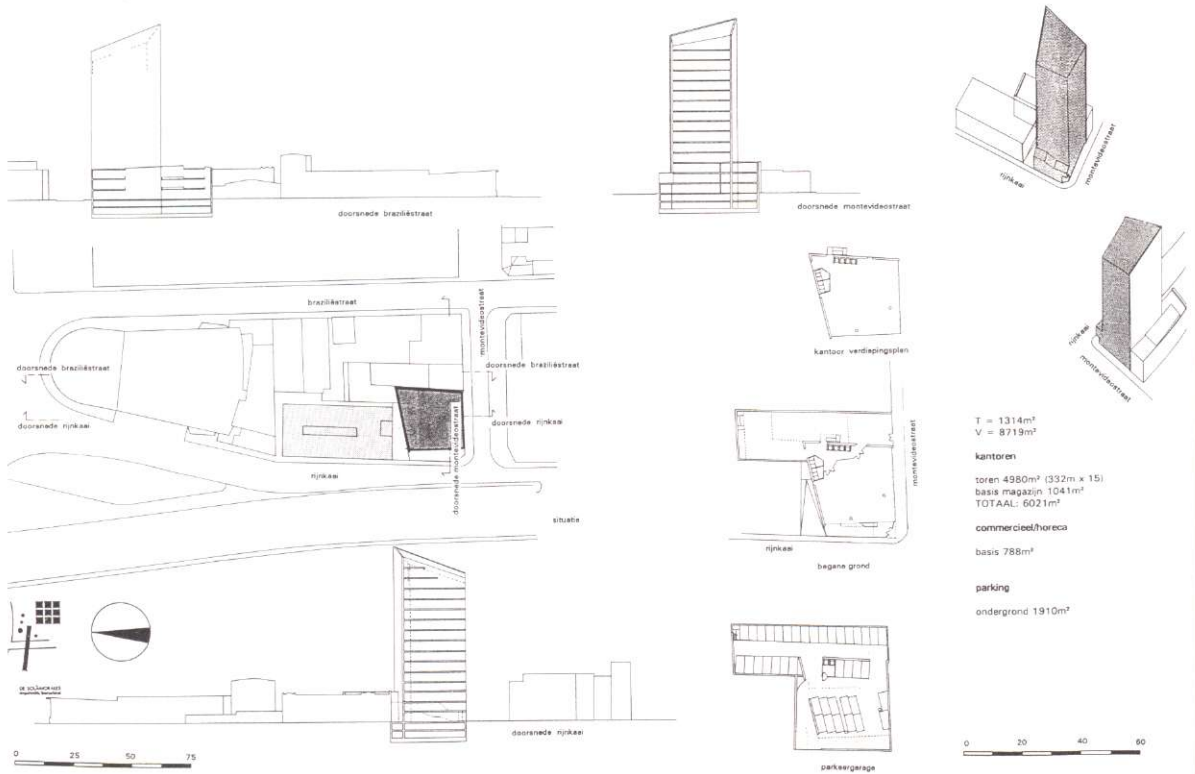 doorsnede braziliëstraat
doorsnede montevideostraat
rijnkaai
montevideostraat
rijnkaai
montevideostraat
braziliëstraat
montevideostraat
doorsnede braziliëstraat
doorsnede braziliëstraat
doorsnede rijnkaai
doorsnede rijnkaai
doorsnede montevideostraat
rijnkaai
situatie
kantoor verdiepingsplan
montevideostraat
rijnkaai
begane grond
T = 1314m²
V = 8719m²
kantoren
toren 4980m² (332m x 15)
basis magazijn 1041m²
TOTAAL: 6021m²
commercieel/horeca
basis 788m²
parking
ondergrond 1910m²
DE SOLÀ-MORALES
doorsnede rijnkaai
parkeergarage
0 25 50 75
0 20 40 60